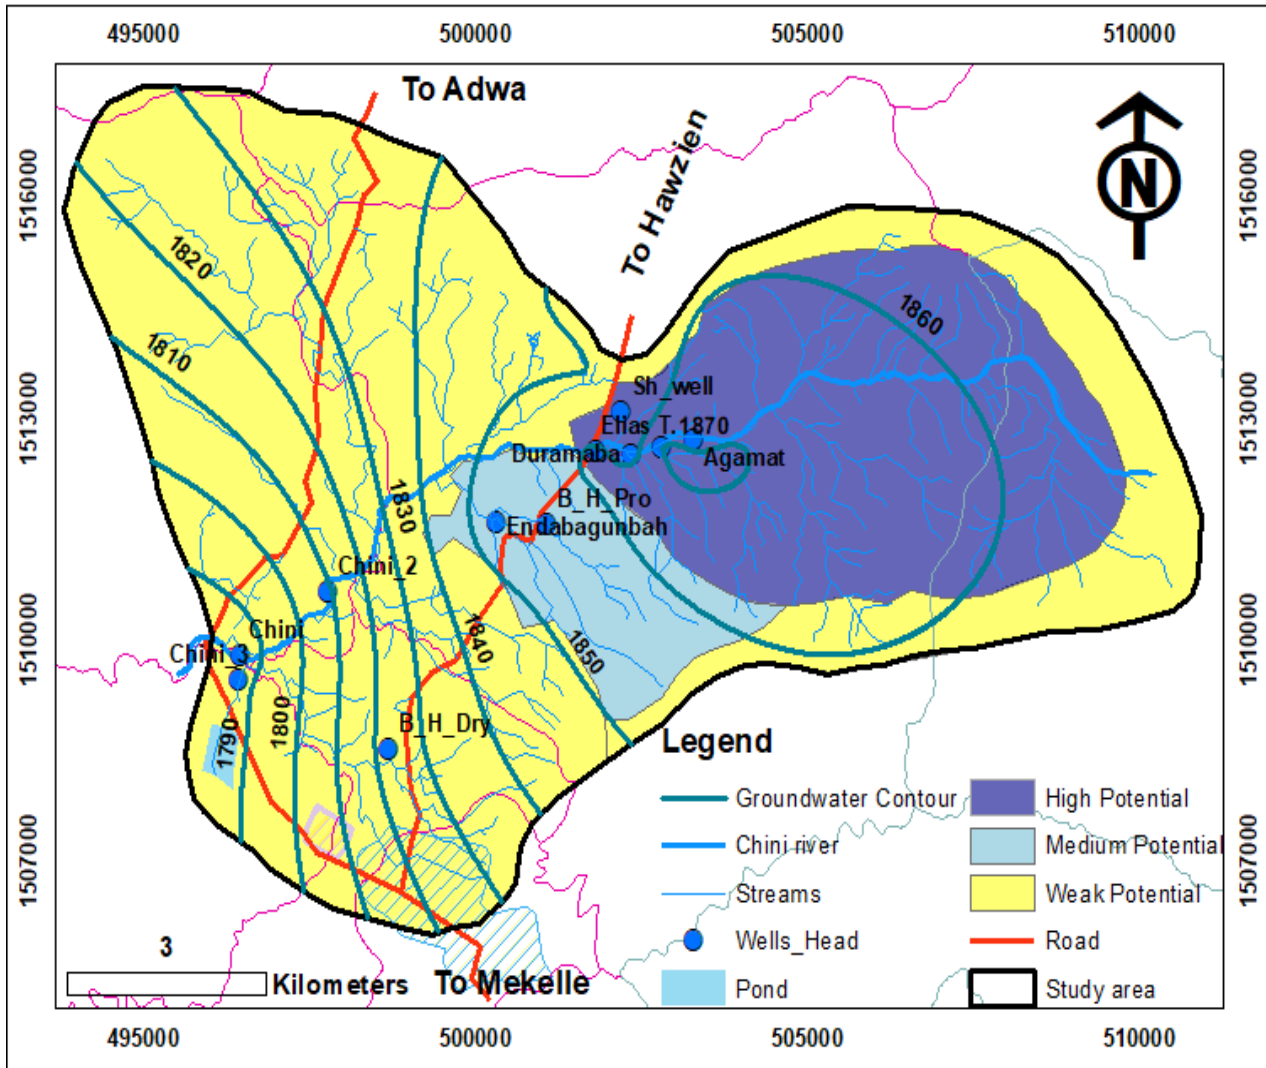 495000 500000 505000 510000
To Adwa
To Hawzien
N
1516000
1516000
1820
1860
1810
1513000
1513000
Sh_well
Elias T.1870
Duramaba
Agamat
1830
B_H_Pro
Endabagunbah
Chini_2
Chini
Chini_3
1510000
1510000
1840
1850
1800
1790
B_H_Dry
Legend
Groundwater Contour
High Potential
Chini river
Medium Potential
Streams
Weak Potential
Wells_Head
Road
Pond
Study area
1507000
1507000
3
Kilometers
To Mekelle
495000 500000 505000 510000